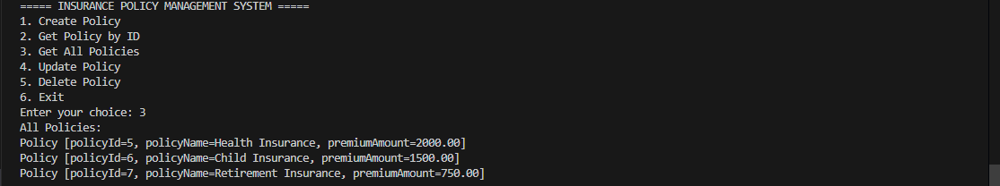 ===== INSURANCE POLICY MANAGEMENT SYSTEM =====
1. Create Policy
2. Get Policy by ID
3. Get All Policies
4. Update Policy
5. Delete Policy
6. Exit
Enter your choice: 3
All Policies:
Policy [policyId=5, policyName=Health Insurance, premiumAmount=2000.00]
Policy [policyId=6, policyName=Child Insurance, premiumAmount=1500.00]
Policy [policyId=7, policyName=Retirement Insurance, premiumAmount=750.00]